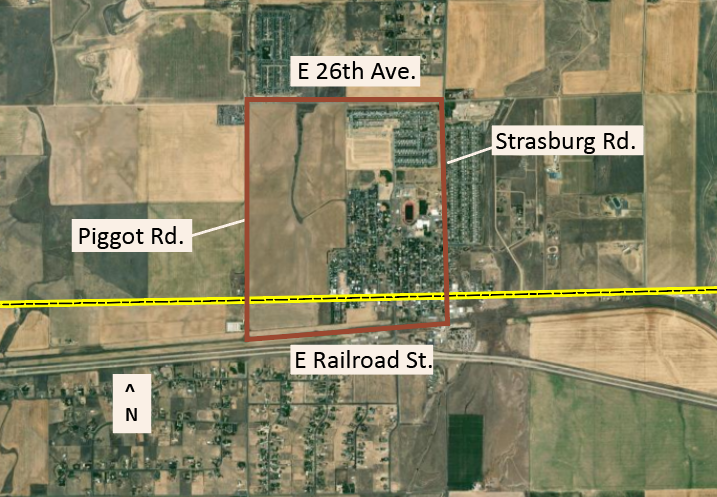 E 26th Ave.
Strasburg Rd.
Piggot Rd.
E Railroad St.
^
N